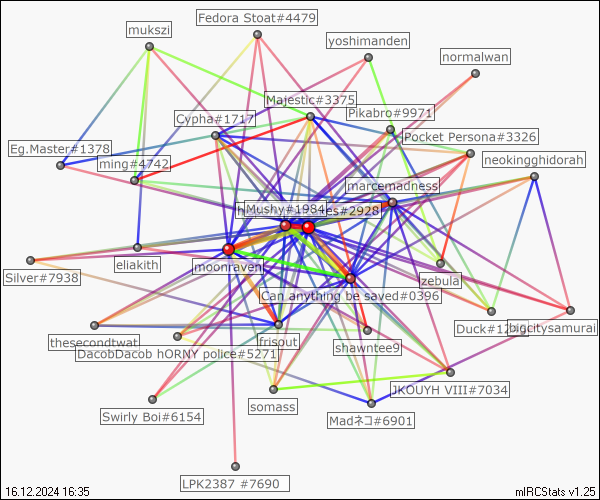 Fedora Stoat#4479
mukszi
yoshimanden
normalwan
Majestic#3375
Pikabro#9971
Cypha#1717
Pocket Persona#3326
Eg.Master#1378
ming#4742
neokingghidorah
marcemadness
Mushy#1984
es#2928
eliakith
moonraven
Silver#7938
zebula
Can anything be saved#0396
Duck#12
bigcitysamurai
thesecondtwat
frisout
DacobDacob hORNY police#5271
shawntee9
JKOUYH VIII#7034
somass
Swirly Boi#6154
Madネコ#6901
LPK2387 #7690
16.12.2024 16:35
mIRCStats v1.25